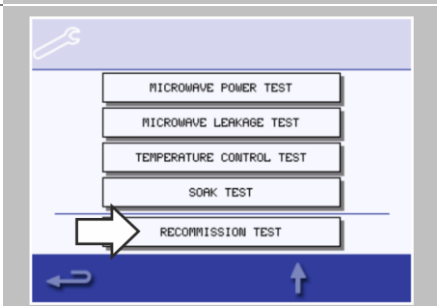 MICROWAVE POWER TEST
MICROWAVE LEAKAGE TEST
TEMPERATURE CONTROL TEST
SOAK TEST
RECOMMISSION TEST